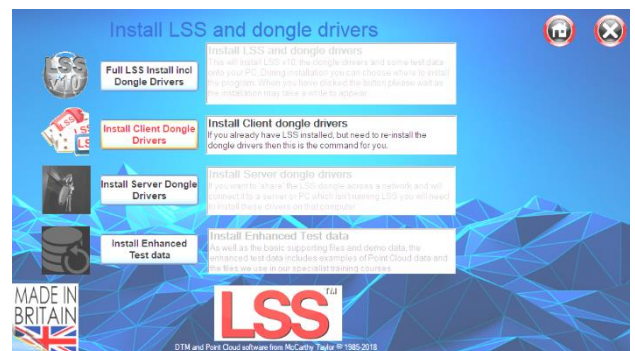 Install LSS and dongle drivers
LSS
v10
Full LSS Install incl
Dongle Drivers
Install LSS and dongle drivers
This will install LSS v10, the dongle drivers and some test data
onto your PC. During installation you can choose where to install
the program. When you have clicked the button please wait as
the installation may take a while to appear.
Install Client Dongle
Drivers
Install Client dongle drivers
If you already have LSS installed, but need to re-install the
dongle drivers then this is the command for you.
Install Server Dongle
Drivers
Install Server dongle drivers
If you want to 'share' the LSS dongle across a network and will
connect it to a server or PC which isn't running LSS you will need
to install these drivers on that computer.
Install Enhanced
Test data
Install Enhanced Test data
As well as the basic supporting files and demo data, the
enhanced test data includes examples of Point Cloud data and
the files we use in our specialist training courses.
MADE IN
BRITAIN
LSS
TM
DTM and Point Cloud software from McCarthy Taylor © 1985-2018